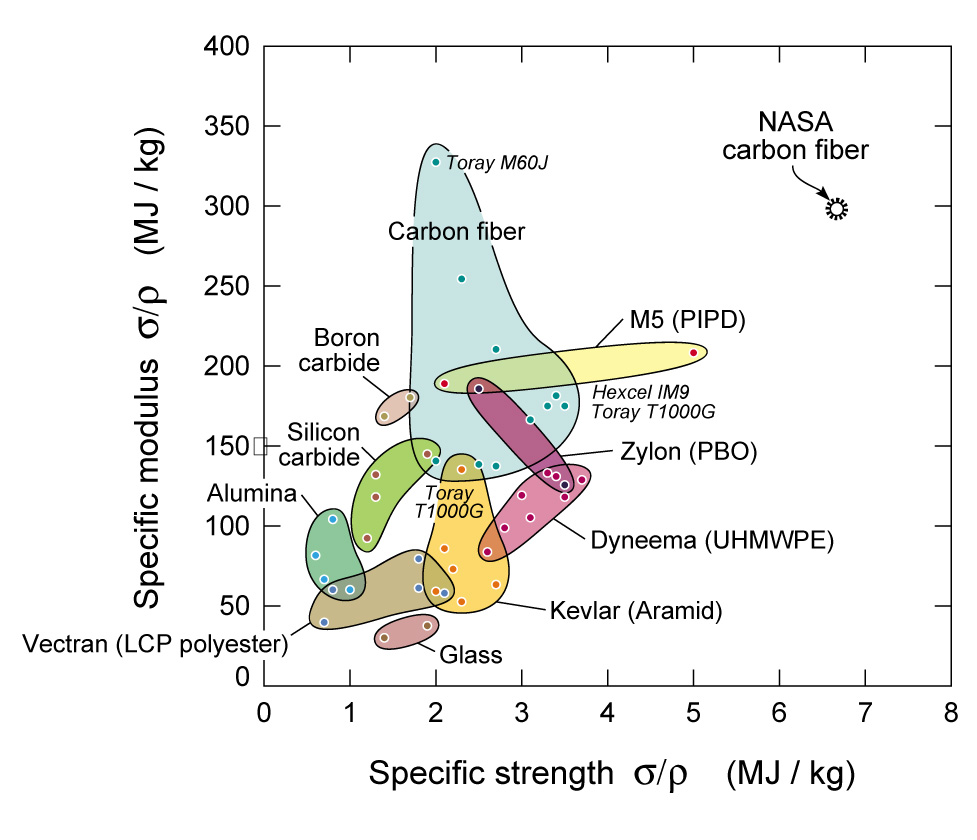 400
350
300
250
200
150
100
50
0
0 1 2 3 4 5 6 7 8
Specific modulus σ/ρ (MJ / kg)
Specific strength σ/ρ (MJ / kg)
NASA
carbon fiber
Toray M60J
Carbon fiber
M5 (PIPD)
Boron
carbide
Hexcel IM9
Toray T1000G
Silicon
carbide
Zylon (PBO)
Alumina
Toray
T1000G
Dyneema (UHMWPE)
Kevlar (Aramid)
Vectran (LCP polyester)
Glass